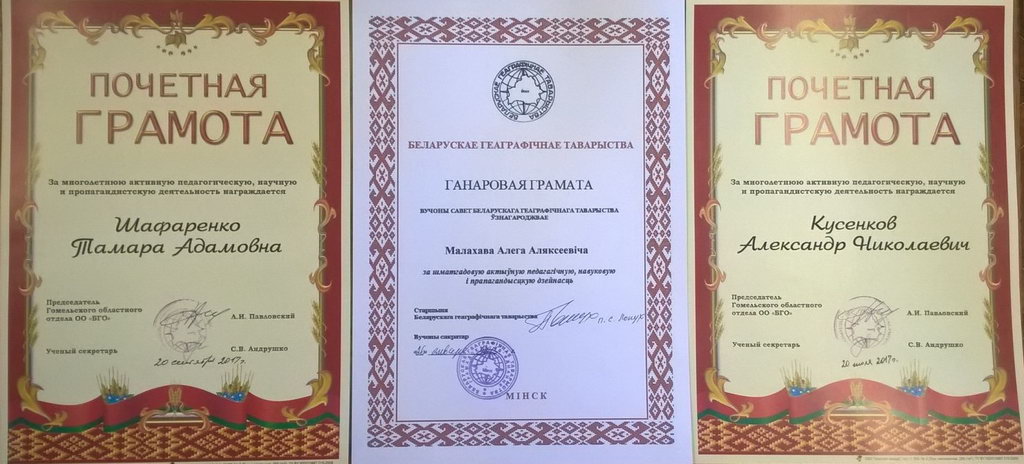 ПОЧЕТНАЯ
ГРАМОТА
За многолетнюю активную педагогическую, научную
и пропагандистскую деятельность награждается
Шафаренко
Тамара Адамовна
Председатель
Гомельского областного
отдела ОО «БГО»
А.И. Павловский
Ученый секретарь
С.В. Андрушко
20 сентября 2017г.
БЕЛАРУСКАЕ ГЕАГРАФІЧНАЕ ТАВАРЫСТВА
БЕЛАРУСКАЕ ГЕАГРАФІЧНАЕ ТАВАРЫСТВА
ГАНАРОВАЯ ГРАМАТА
ВУЧОНЫ САВЕТ БЕЛАРУСКАГА ГЕАГРАФІЧНАГА ТАВАРЫСТВА
ЎЗНАГАРОДЖВАЕ
Малахава Алега Аляксеевіча
за шматгадовую актыўную педагагічную, навуковую
і прапагандысцкую дзейнасць
Старшыня
Беларускага геаграфічнага таварыства
П. С. Лопух
Вучоны сакратар
МІНСК
ПОЧЕТНАЯ
ГРАМОТА
За многолетнюю активную педагогическую, научную
и пропагандистскую деятельность награждается
Кусенков
Александр Николаевич
Председатель
Гомельского областного
отдела ОО «БГО»
А.И. Павловский
Ученый секретарь
С.В. Андрушко
20 июля 2017г.